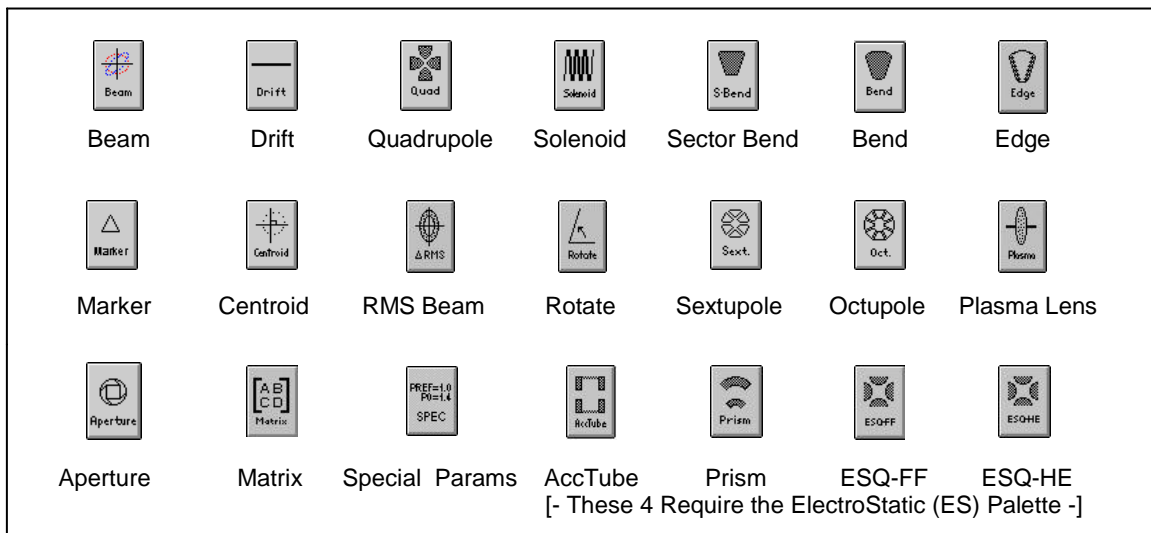 Beam Drift Quad Solenoid S-Bend Bend Edge
Beam Drift Quadrupole Solenoid Sector Bend Bend Edge
Marker Centroid ΔRMS Rotate Sext. Oct. Plasma
Marker Centroid RMS Beam Rotate Sextupole Octupole Plasma Lens
Aperture [AB PREF=1.0 AccTube Prism ESQ-FF ESQ-HE
CD] P0=1.4
Matrix SPEC
Aperture Matrix Special Params AccTube Prism ESQ-FF ESQ-HE
[- These 4 Require the ElectroStatic (ES) Palette -]